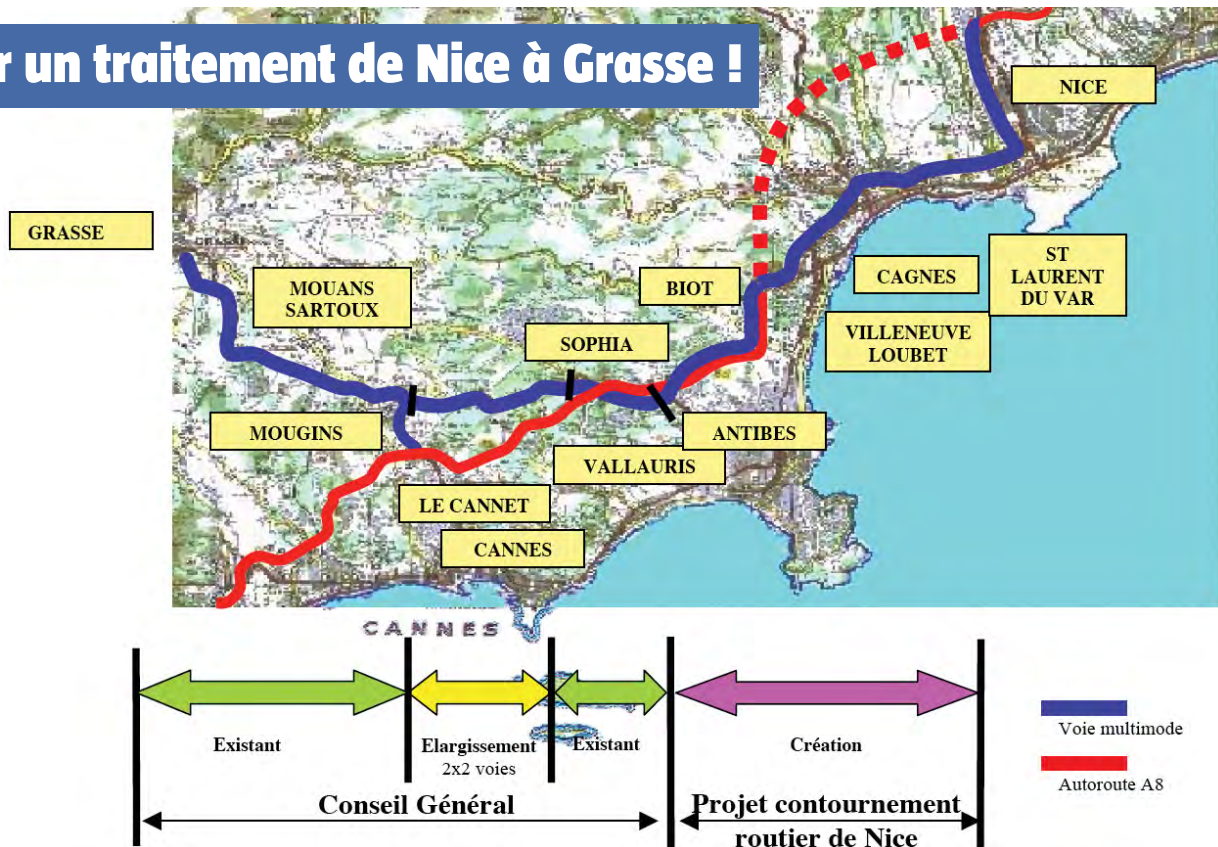 r un traitement de Nice à Grasse !
NICE
GRASSE
MOUANS
SARTOUX
BIOT
CAGNES
ST
LAURENT
DU VAR
SOPHIA
VILLENEUVE
LOUBET
MOUGINS
ANTIBES
VALLAURIS
LE CANNET
CANNES
CANNES
Existant
Elargissement
2x2 voies
Existant
Création
Voie multimode
Autoroute A8
Conseil Général
Projet contournement
routier de Nice